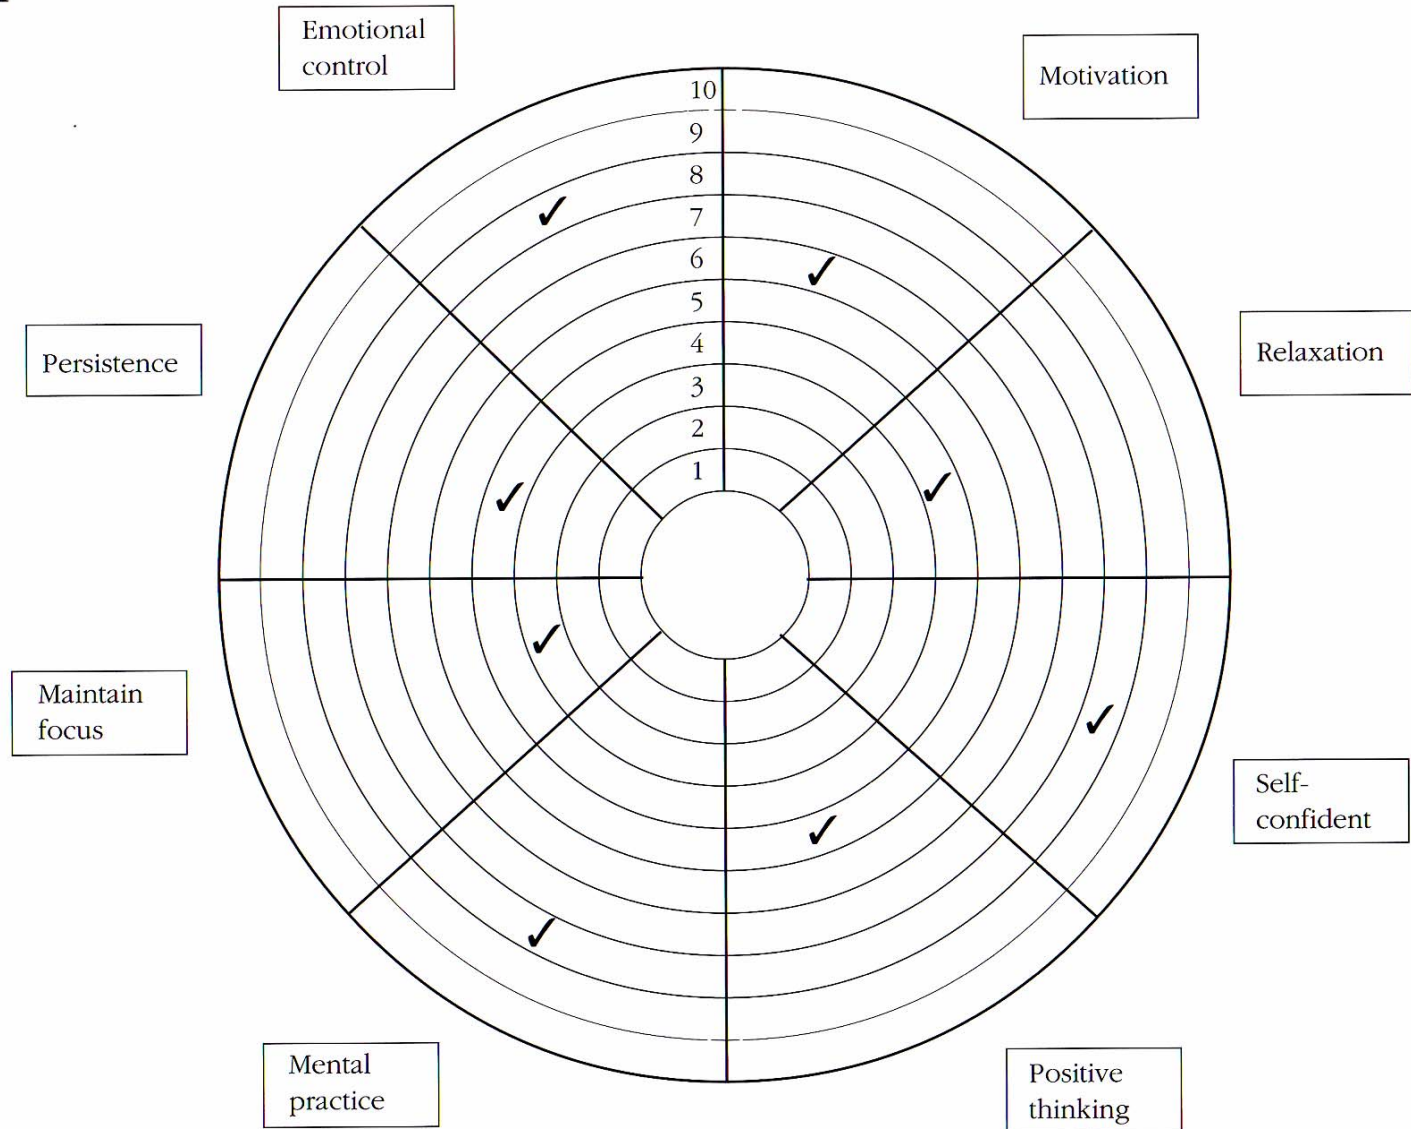 Emotional
control
Motivation
10
9
8
7
6
5
4
3
2
1
Persistence
Relaxation
Maintain
focus
Self-
confident
Mental
practice
Positive
thinking